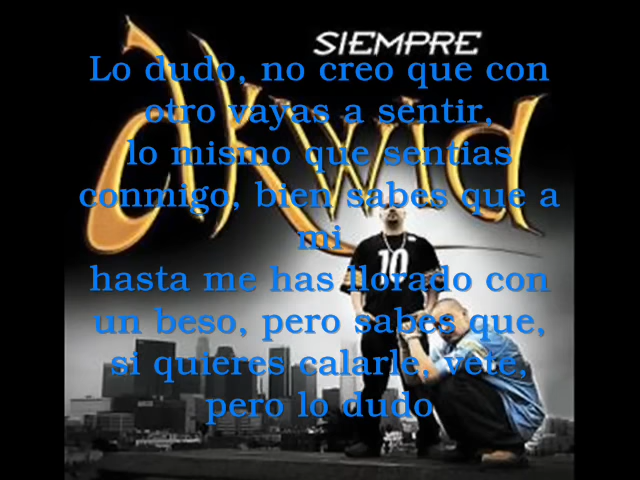 SIEMPRE
akwid
Lo dudo, no creo que con
otro vayas a sentir,
lo mismo que sentias
conmigo, bien sabes que a
mi
hasta me has llorado con
un beso, pero sabes que,
si quieres calarle, vete,
pero lo dudo
10